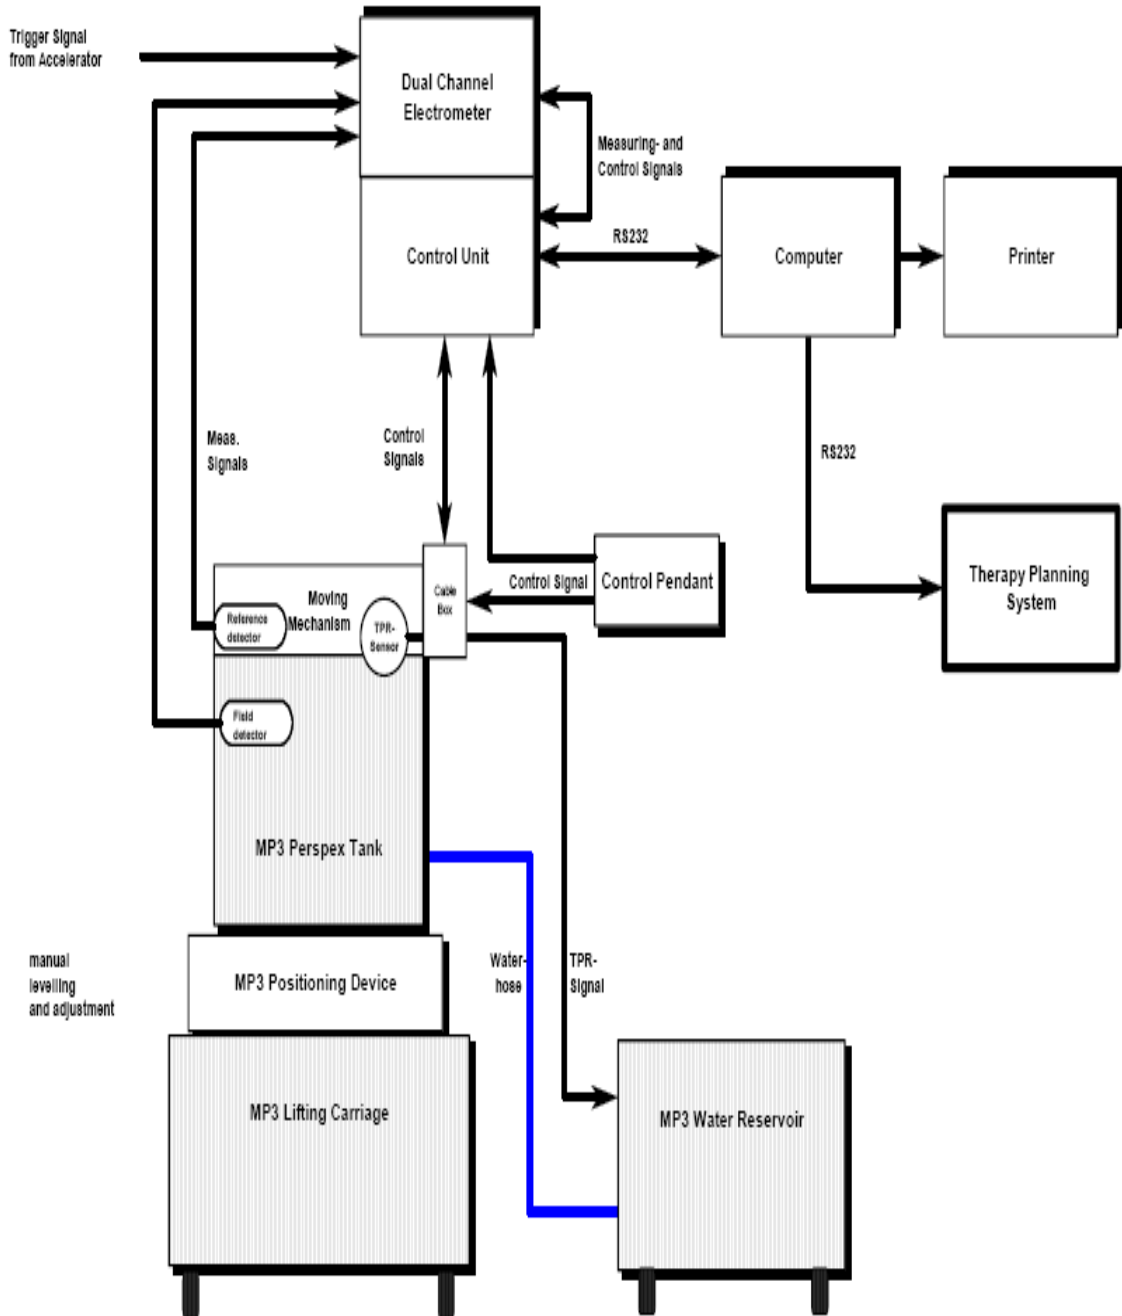 Trigger Signal
from Accelerator
Dual Channel
Electrometer
Measuring- and
Control Signals
Control Unit
RS232
Computer
Printer
Meas.
Signals
Control
Signals
RS232
Control Signal
Control Pendant
Therapy Planning
System
Cable
Box
Moving
Mechanism
Reference
detector
TPR-
Sensor
Field
detector
MP3 Perspex Tank
manual
levelling
and adjustment
MP3 Positioning Device
Water-
hose
TPR-
Signal
MP3 Lifting Carriage
MP3 Water Reservoir